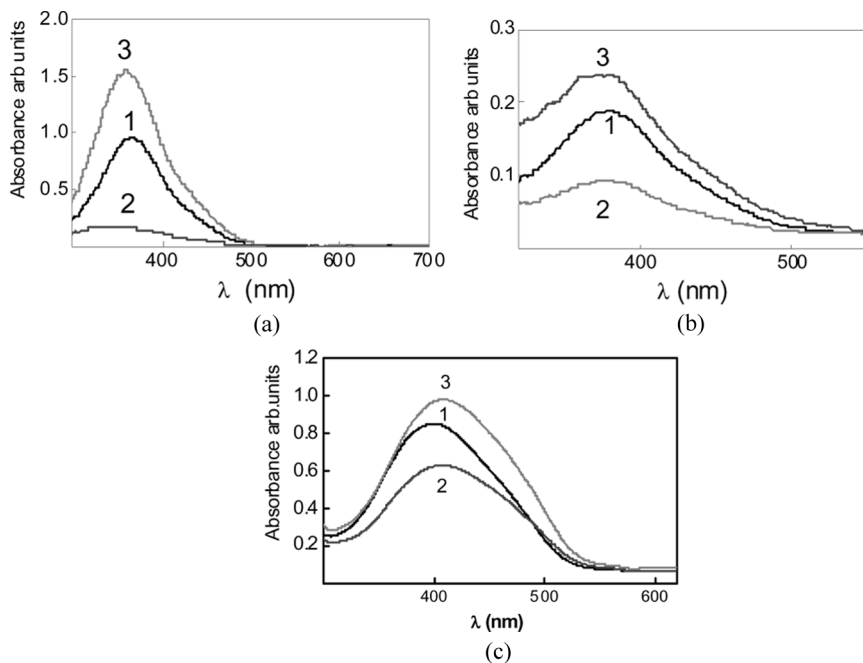 Absorbance arb units
2.0
1.5
1.0
0.5
3
1
2
400 500 600 700
λ (nm)
(a)
Absorbance arb units
0.3
0.2
0.1
3
1
2
400 500
λ (nm)
(b)
Absorbance arb.units
1.2
1.0
0.8
0.6
0.4
0.2
3
1
2
400 500 600
λ (nm)
(c)